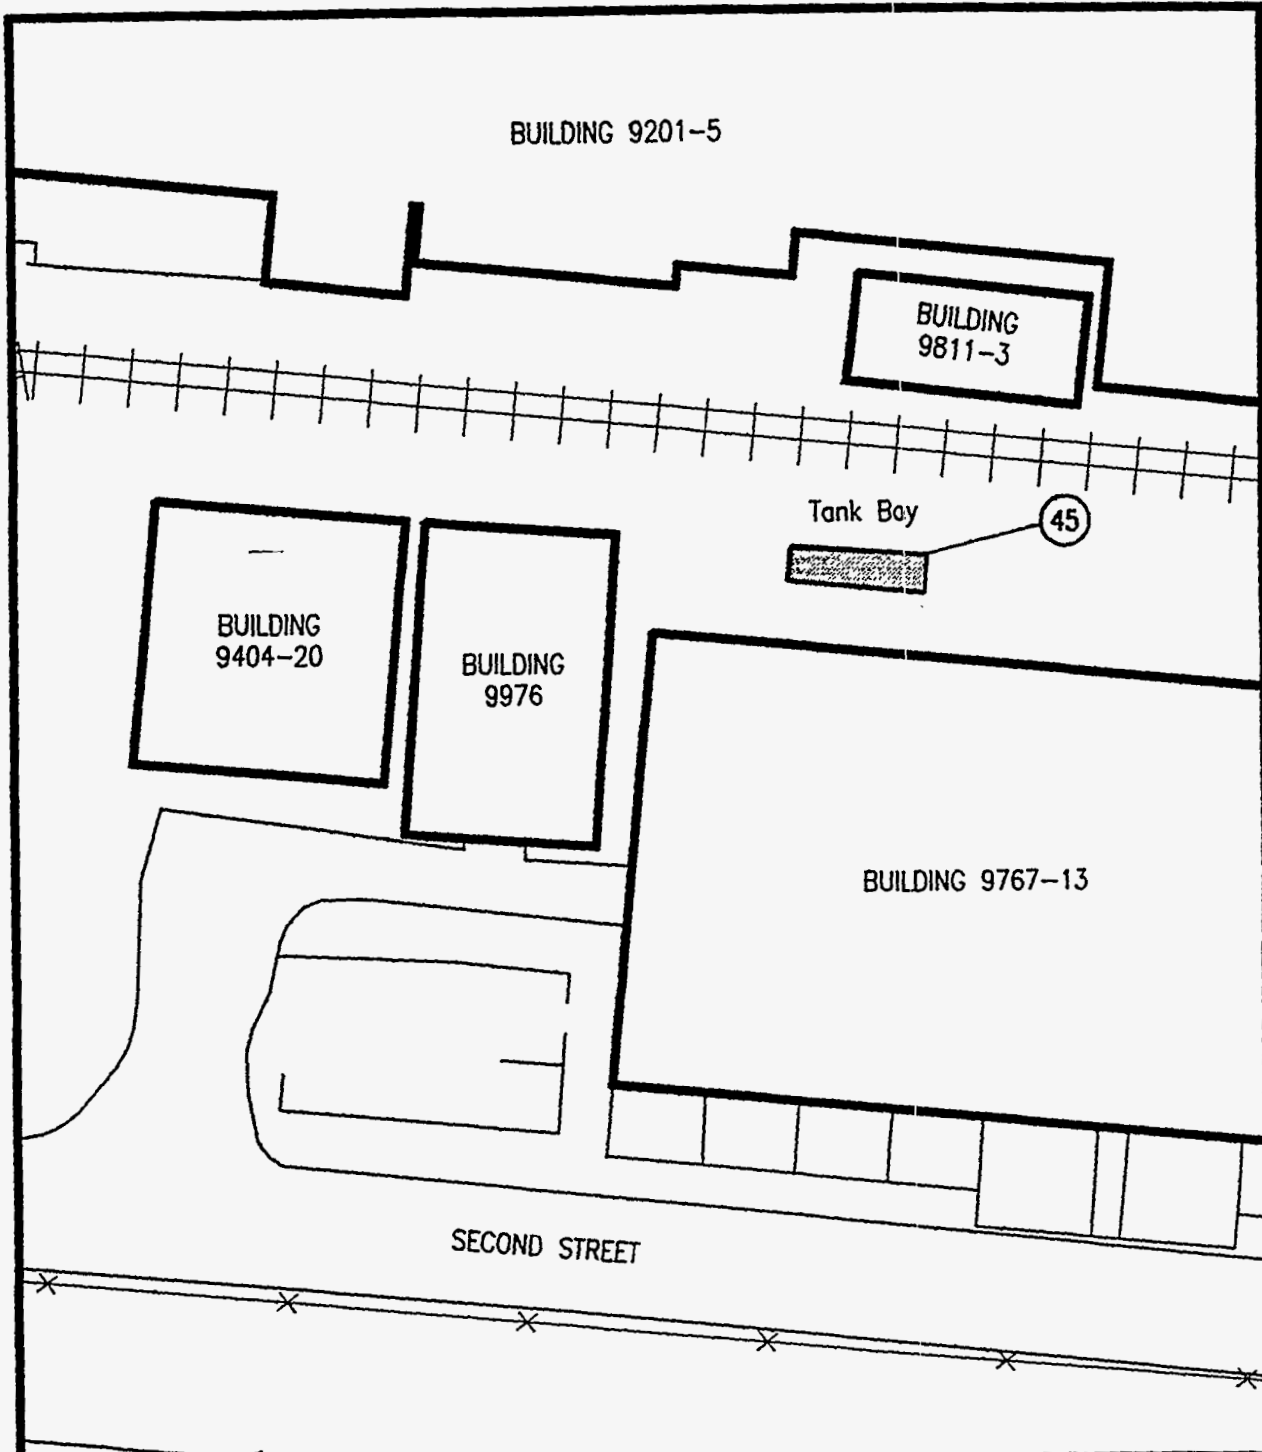 BUILDING 9201-5
BUILDING
9811-3
Tank Bay
45
BUILDING
9404-20
BUILDING
9976
BUILDING 9767-13
SECOND STREET